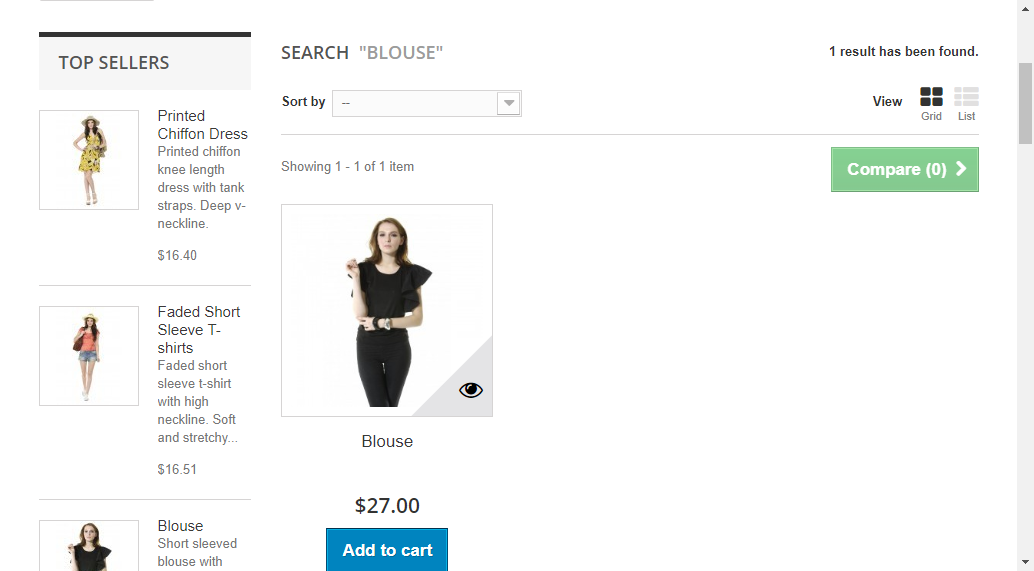 TOP SELLERS
Printed
Chiffon Dress
Printed chiffon
knee length
dress with tank
straps. Deep v-
neckline.
$16.40
Faded Short
Sleeve T-
shirts
Faded short
sleeve t-shirt
with high
neckline. Soft
and stretchy...
$16.51
Blouse
Short sleeved
blouse with
SEARCH "BLOUSE"
1 result has been found.
Sort by --
View
Grid
List
Showing 1 - 1 of 1 item
Compare (0)
Blouse
$27.00
Add to cart